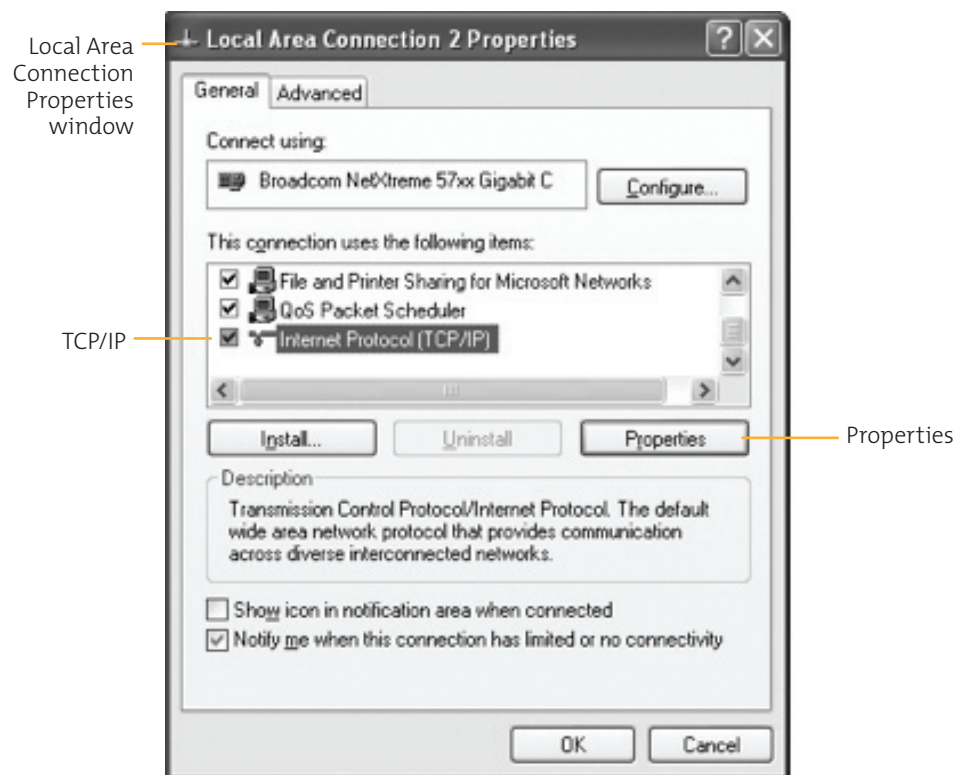 Local Area
Connection
Properties
window
Local Area Connection 2 Properties
General
Advanced
Connect using:
Broadcom NetXtreme 57xx Gigabit C
Configure...
This connection uses the following items:
File and Printer Sharing for Microsoft Networks
QoS Packet Scheduler
TCP/IP
Internet Protocol (TCP/IP)
Install...
Uninstall
Properties
Properties
Description
Transmission Control Protocol/Internet Protocol. The default
wide area network protocol that provides communication
across diverse interconnected networks.
Show icon in notification area when connected
Notify me when this connection has limited or no connectivity
OK
Cancel